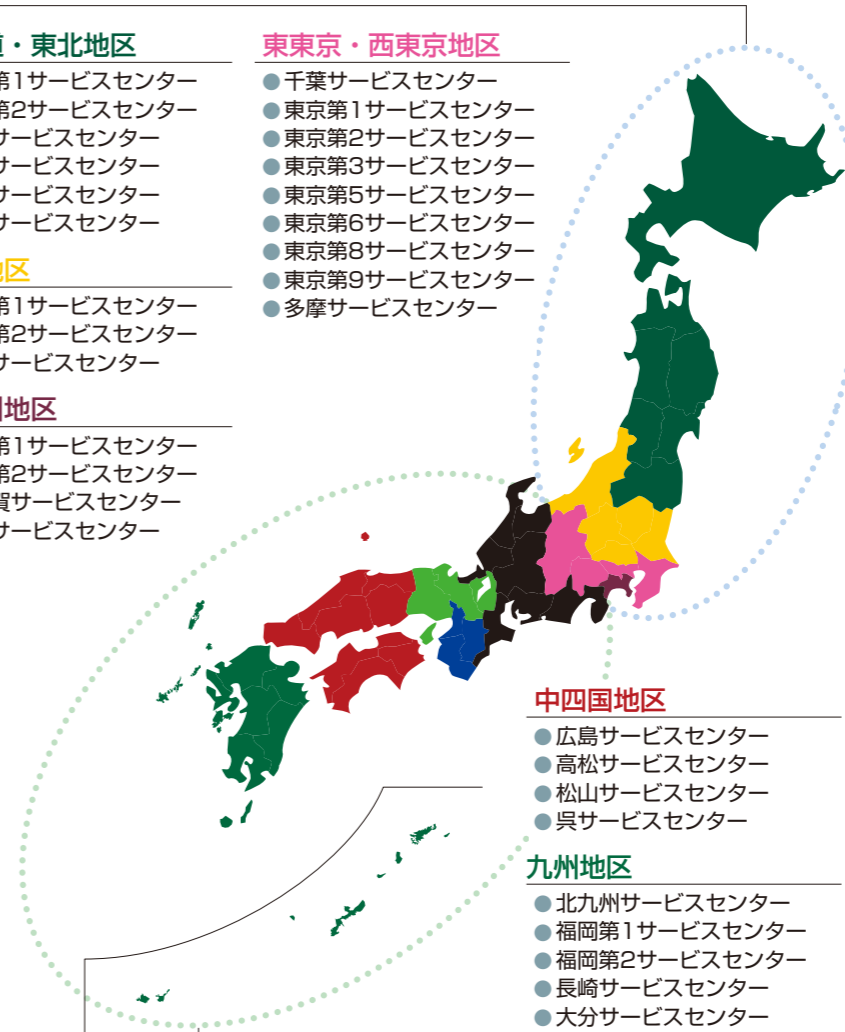 ・東北地区
第1サービスセンター
第2サービスセンター
サービスセンター
サービスセンター
サービスセンター
サービスセンター
地区
第1サービスセンター
第2サービスセンター
サービスセンター
地区
第1サービスセンター
第2サービスセンター
賀サービスセンター
サービスセンター
東東京・西東京地区
●千葉サービスセンター
●東京第1サービスセンター
●東京第2サービスセンター
●東京第3サービスセンター
●東京第5サービスセンター
●東京第6サービスセンター
●東京第8サービスセンター
●東京第9サービスセンター
●多摩サービスセンター
中四国地区
●広島サービスセンター
●高松サービスセンター
●松山サービスセンター
●呉サービスセンター
九州地区
●北九州サービスセンター
●福岡第1サービスセンター
●福岡第2サービスセンター
●長崎サービスセンター
●大分サービスセンター